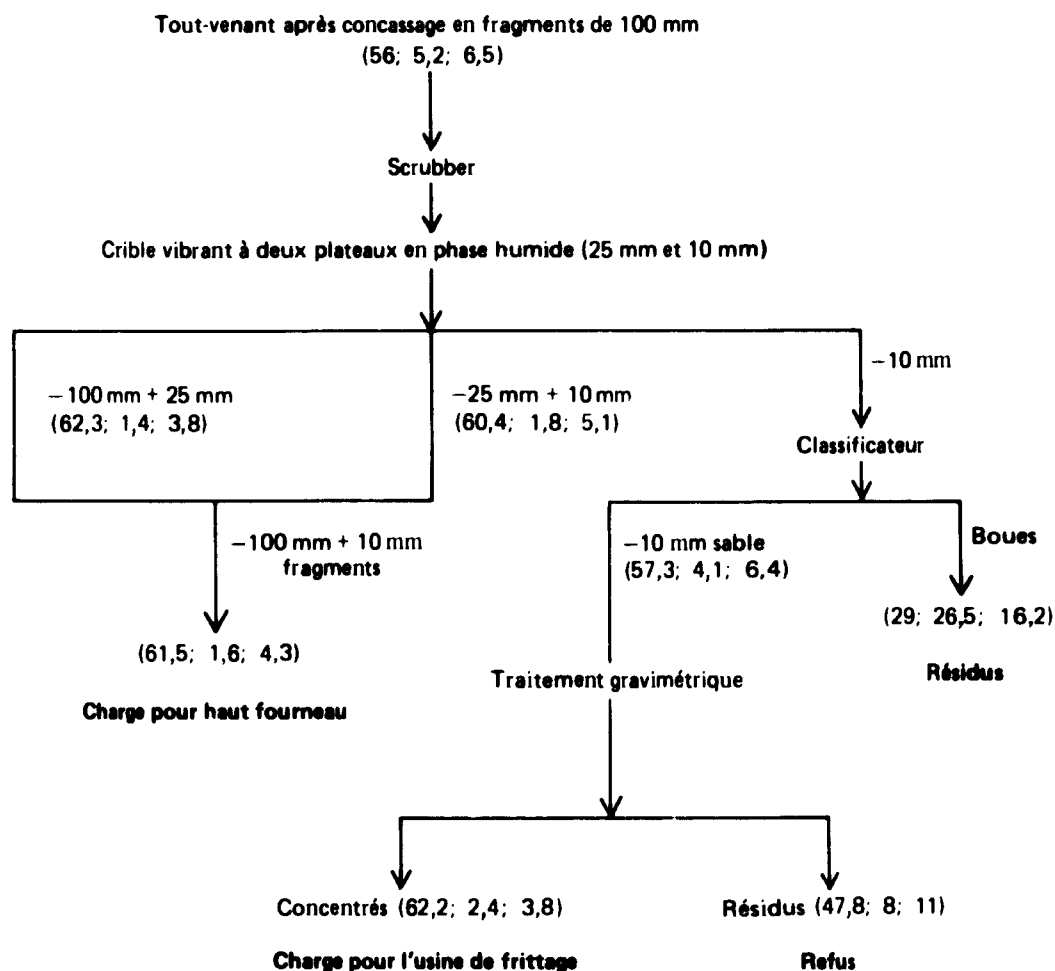 Tout-venant après concassage en fragments de 100 mm
(56; 5,2; 6,5)
Scrubber
Crible vibrant à deux plateaux en phase humide (25 mm et 10 mm)
−10 mm
−100 mm + 25 mm
(62,3; 1,4; 3,8)
−25 mm + 10 mm
(60,4; 1,8; 5,1)
Classificateur
−100 mm + 10 mm
fragments
−10 mm sable
(57,3; 4,1; 6,4)
Boues
(29; 26,5; 16,2)
Résidus
(61,5; 1,6; 4,3)
Charge pour haut fourneau
Traitement gravimétrique
Concentrés (62,2; 2,4; 3,8)
Résidus (47,8; 8; 11)
Charge pour l'usine de frittage
Refus